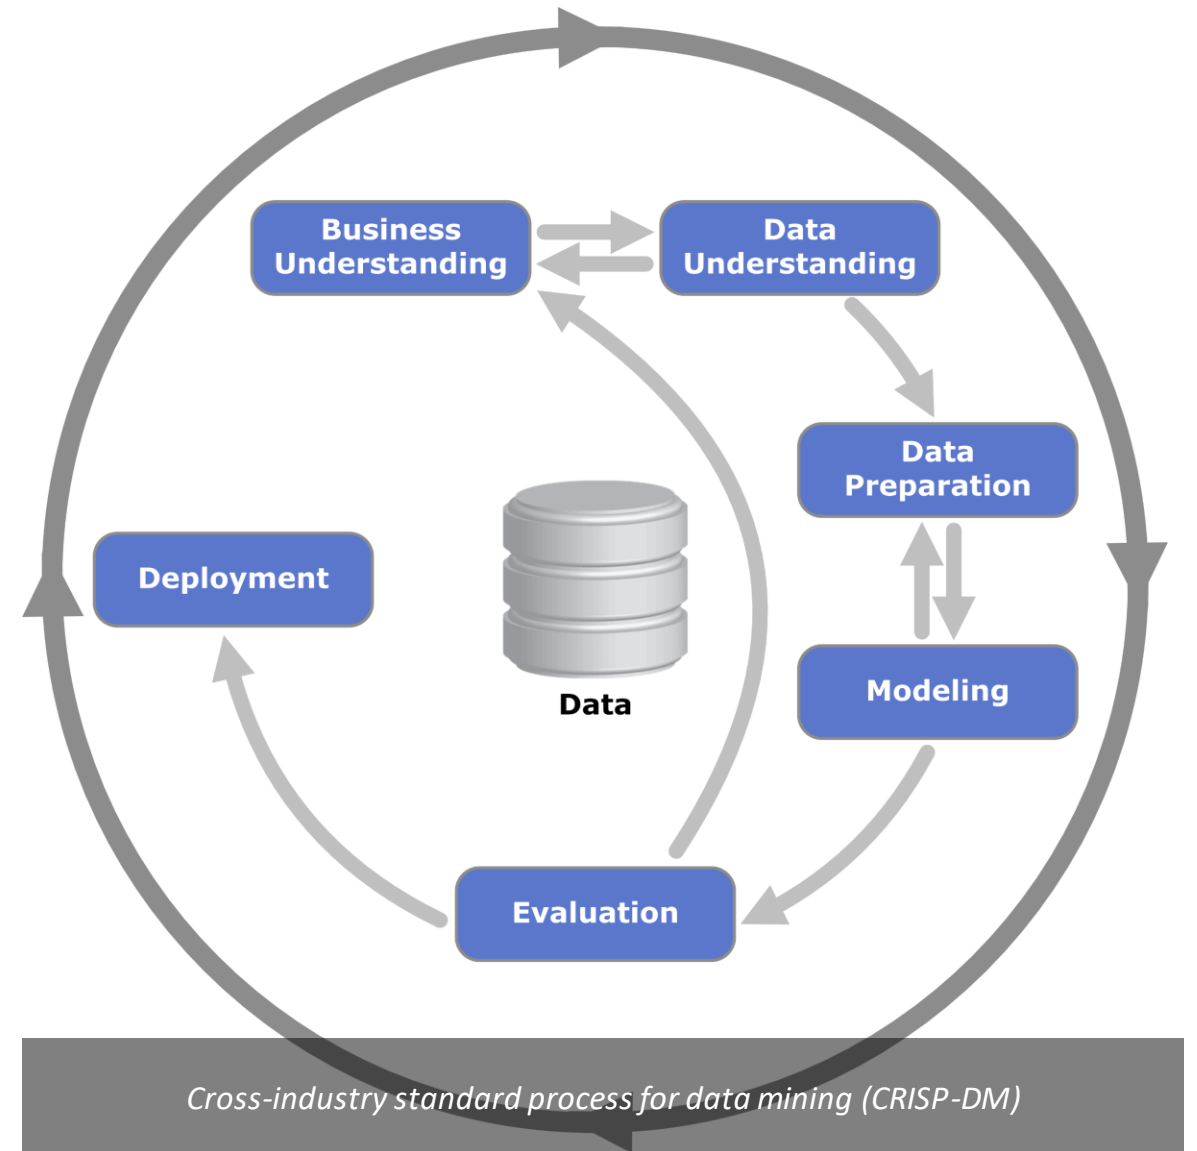 Business
Understanding
Data
Understanding
Data
Preparation
Deployment
Modeling
Data
Evaluation
Cross-industry standard process for data mining (CRISP-DM)